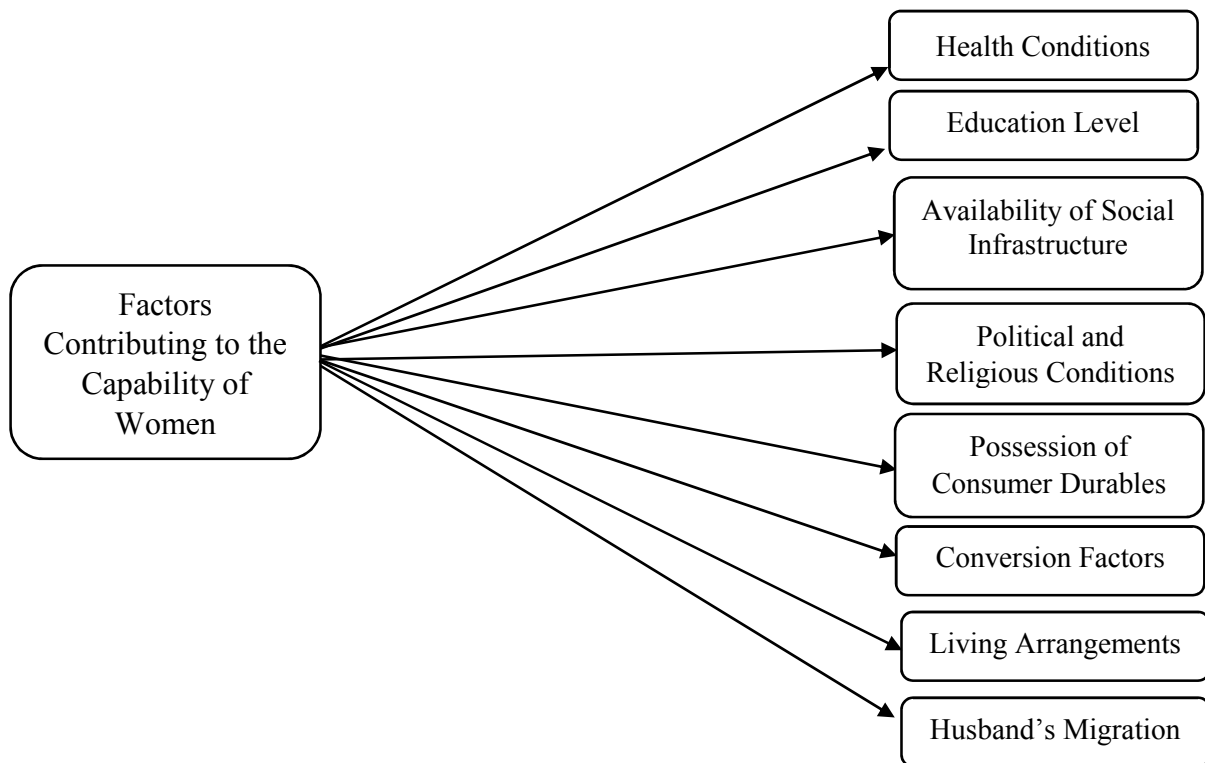 Health Conditions
Education Level
Availability of Social
Infrastructure
Factors
Contributing to the
Capability of
Women
Political and
Religious Conditions
Possession of
Consumer Durables
Conversion Factors
Living Arrangements
Husband’s Migration